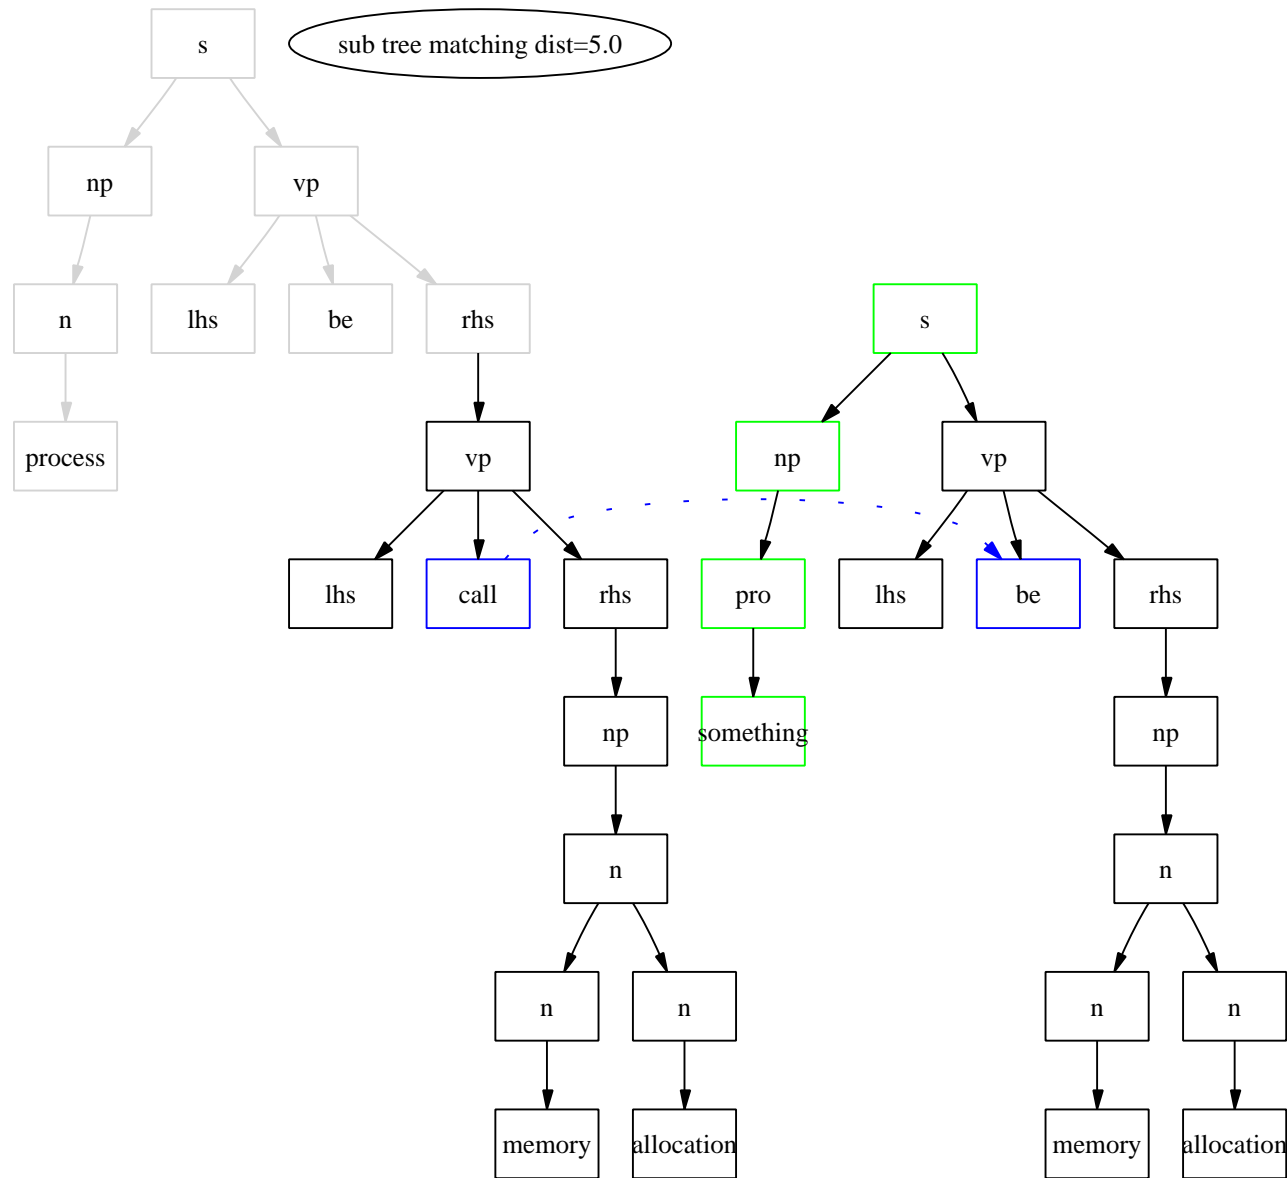 s
sub tree matching dist=5.0
np
vp
n
lhs
be
rhs
s
process
vp
np
vp
lhs
call
rhs
pro
lhs
be
rhs
np
something
np
n
n
n
n
n
n
memory
allocation
memory
allocation